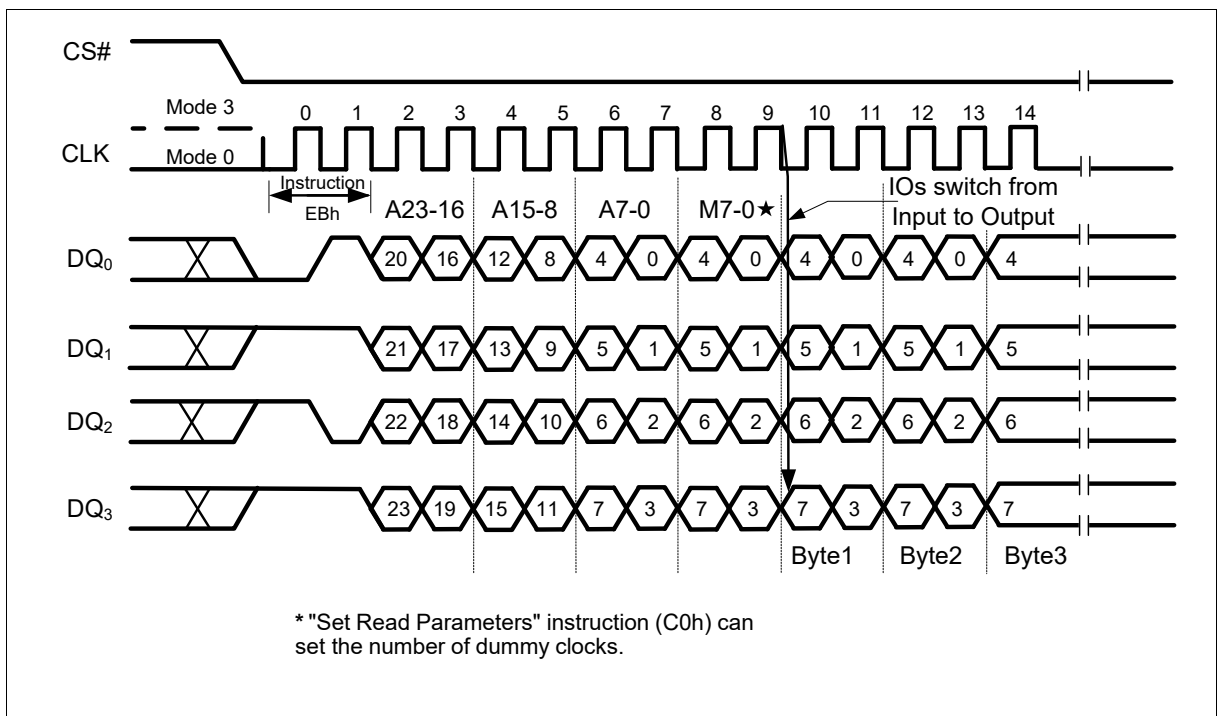 CS#
Mode 3
0 1 2 3 4 5 6 7 8 9 10 11 12 13 14
CLK
Mode 0
Instruction
IOs switch from
EBh
A23-16 A15-8 A7-0 M7-0★
Input to Output
DQ₀ 20 16 12 8 4 0 4 0 4 0 4 0 4
DQ₁ 21 17 13 9 5 1 5 1 5 1 5 1 5
DQ₂ 22 18 14 10 6 2 6 2 6 2 6 2 6
DQ₃ 23 19 15 11 7 3 7 3 7 3 7 3 7
Byte1 Byte2 Byte3
* "Set Read Parameters" instruction (C0h) can
set the number of dummy clocks.